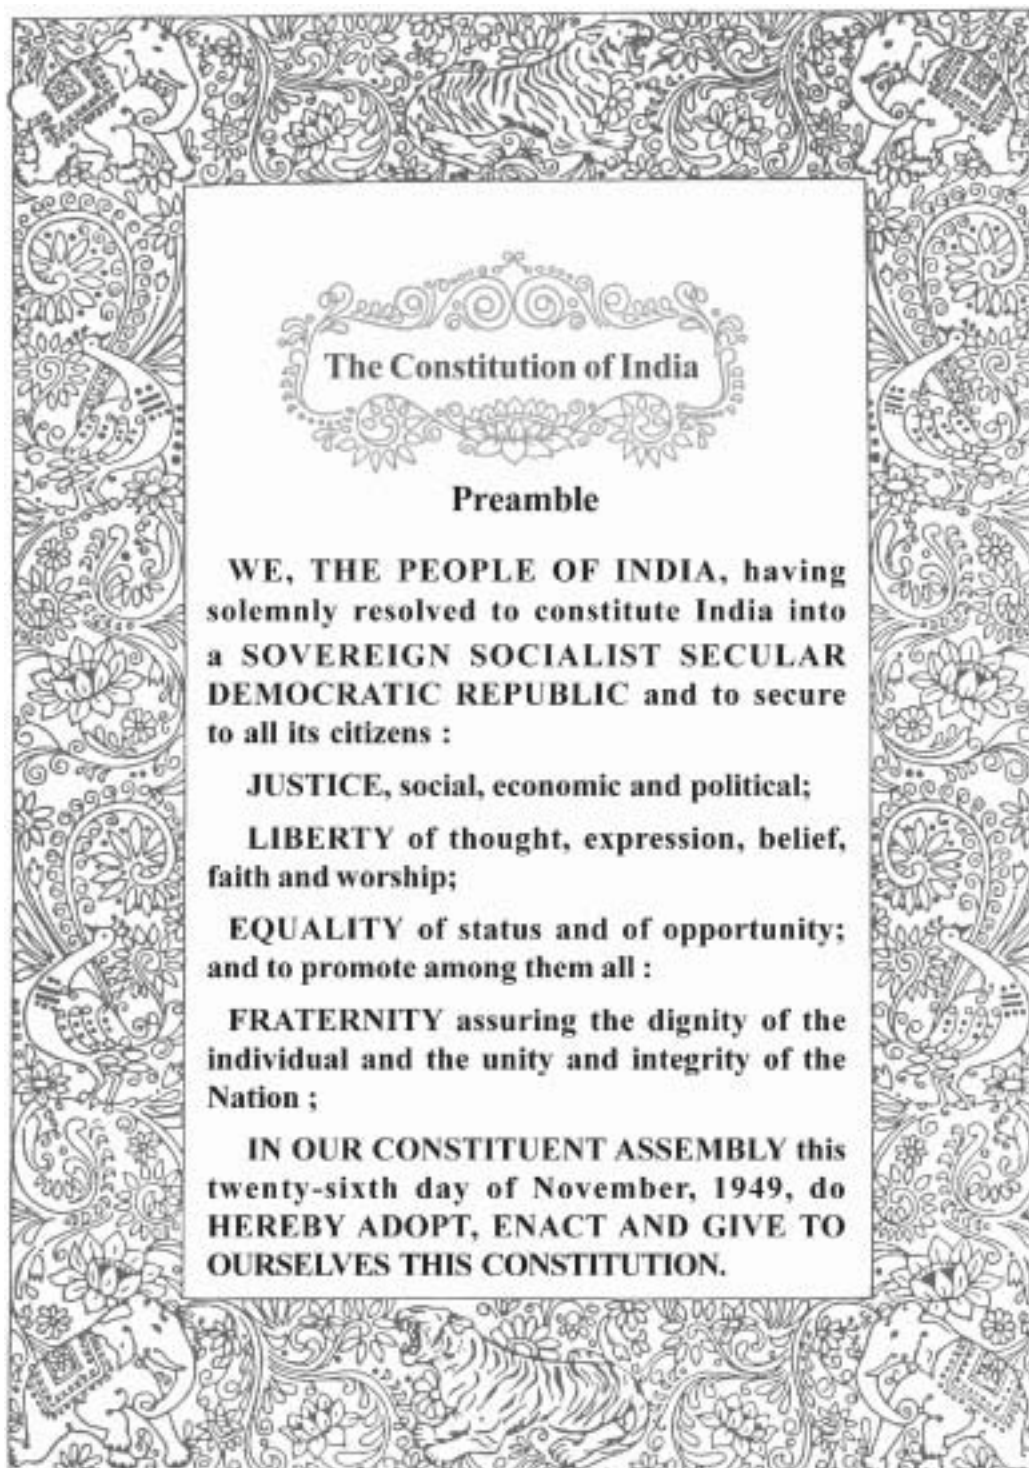 The Constitution of India
Preamble
WE, THE PEOPLE OF INDIA, having
solemnly resolved to constitute India into
a SOVEREIGN SOCIALIST SECULAR
DEMOCRATIC REPUBLIC and to secure
to all its citizens :
JUSTICE, social, economic and political;
LIBERTY of thought, expression, belief,
faith and worship;
EQUALITY of status and of opportunity;
and to promote among them all :
FRATERNITY assuring the dignity of the
individual and the unity and integrity of the
Nation ;
IN OUR CONSTITUENT ASSEMBLY this
twenty-sixth day of November, 1949, do
HEREBY ADOPT, ENACT AND GIVE TO
OURSELVES THIS CONSTITUTION.